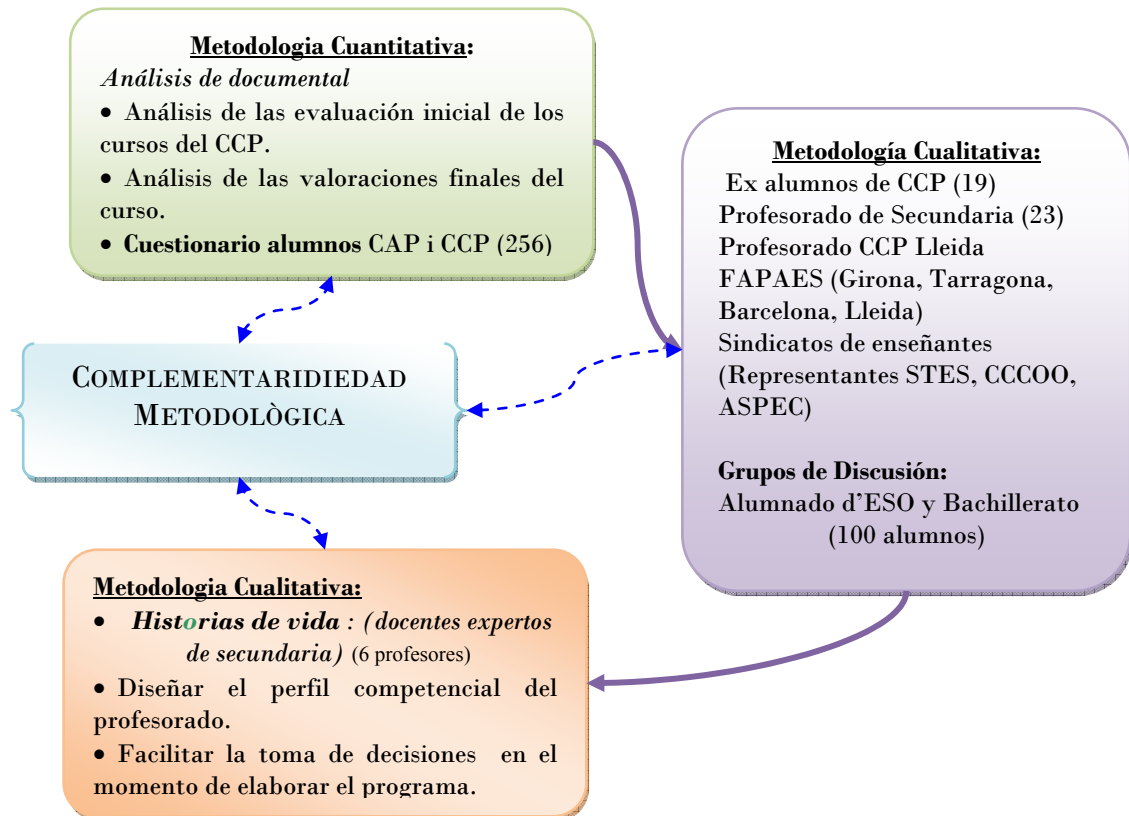 Metodologia Cuantitativa:
Análisis de documental
• Análisis de las evaluación inicial de los
cursos del CCP.
• Análisis de las valoraciones finales del
curso.
• Cuestionario alumnos CAP i CCP (256)
Metodología Cualitativa:
Ex alumnos de CCP (19)
Profesorado de Secundaria (23)
Profesorado CCP Lleida
FAPAES (Girona, Tarragona,
Barcelona, Lleida)
Sindicatos de enseñantes
(Representantes STES, CCCOO,
ASPEC)
Grupos de Discusión:
Alumnado d'ESO y Bachillerato
(100 alumnos)
COMPLEMENTARIDIEDAD
METODOLÒGICA
Metodologia Cualitativa:
• Historias de vida : (docentes expertos
de secundaria) (6 profesores)
• Diseñar el perfil competencial del
profesorado.
• Facilitar la toma de decisiones en el
momento de elaborar el programa.